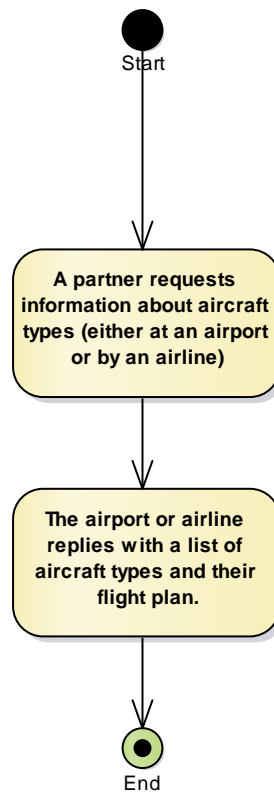 Start
A partner requests
information about aircraft
types (either at an airport
or by an airline)
The airport or airline
replies with a list of
aircraft types and their
flight plan.
End